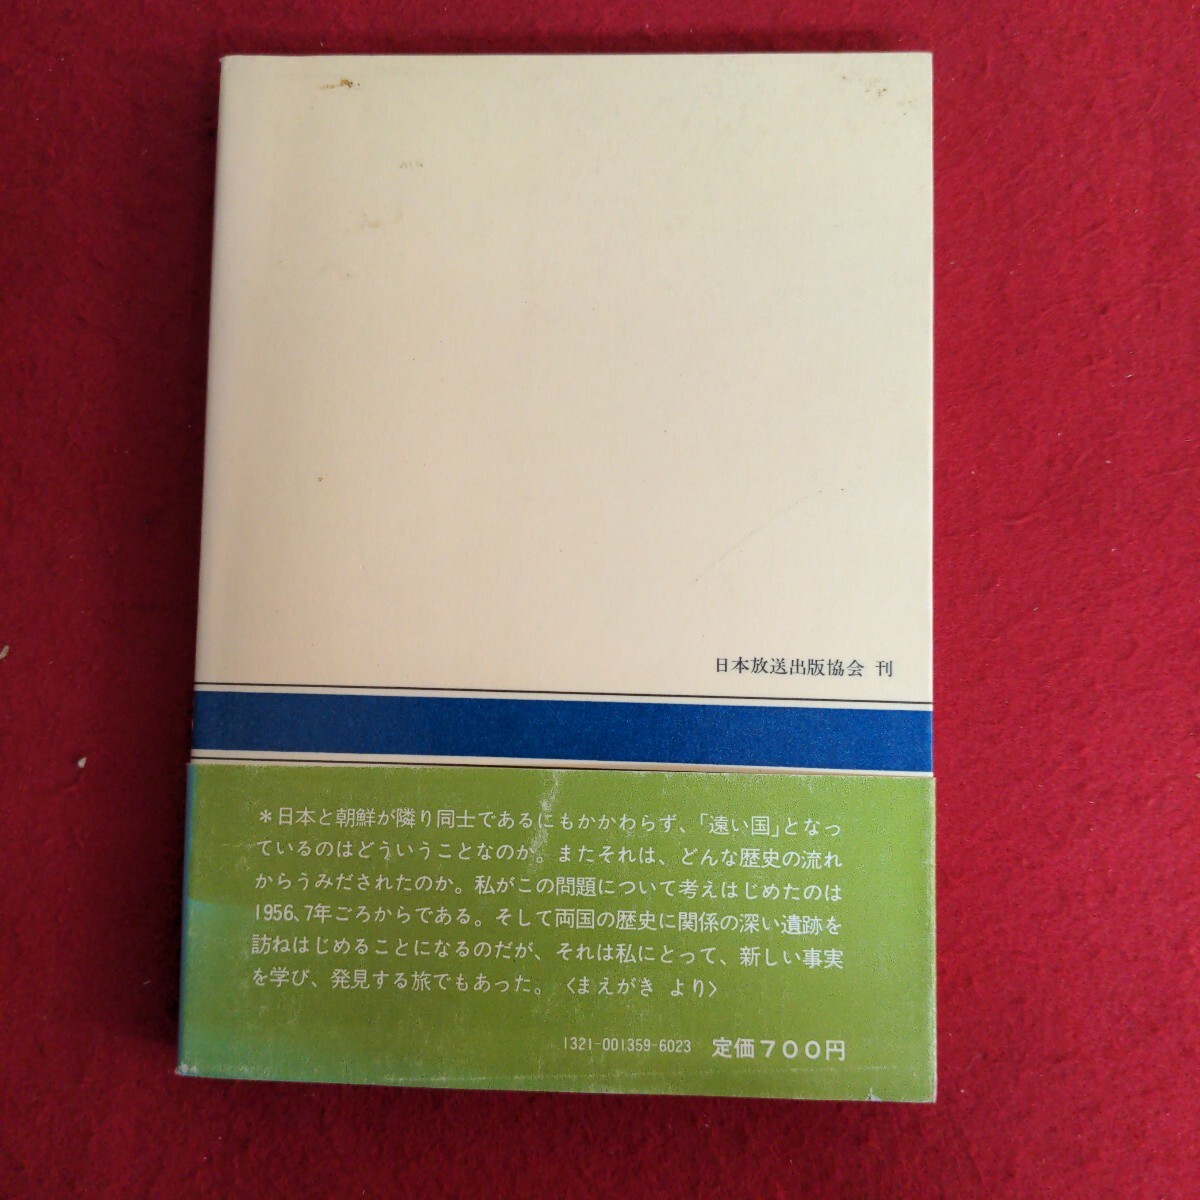 日本放送出版協会 刊
＊日本と朝鮮が隣り同士であるにもかかわらず、「遠い国」となっ
ているのはどういうことなのか。またそれは、どんな歴史の流れ
からうみだされたのか。私がこの問題について考えはじめたのは
1956、7年ごろからである。そして両国の歴史に関係の深い遺跡を
訪ねはじめることになるのだが、それは私にとって、新しい事実
を学び、発見する旅でもあった。〈まえがき より〉
1321-001359-6023 定価700円